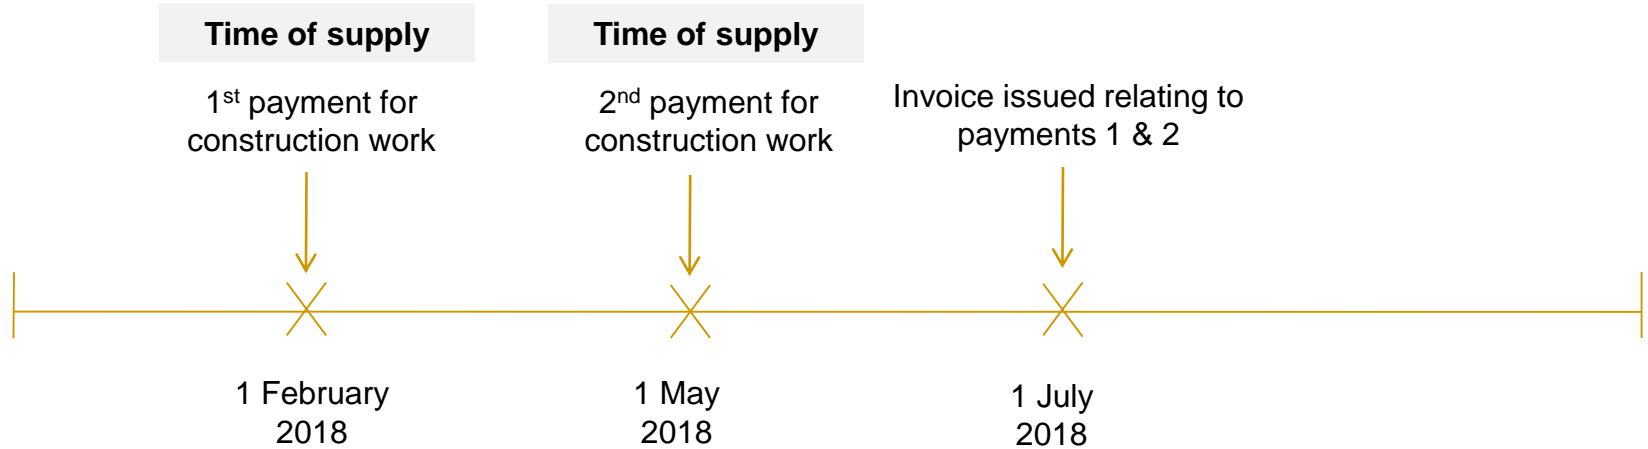 Time of supply
1st payment for
construction work
Time of supply
2nd payment for
construction work
Invoice issued relating to
payments 1 & 2
1 February
2018
1 May
2018
1 July
2018